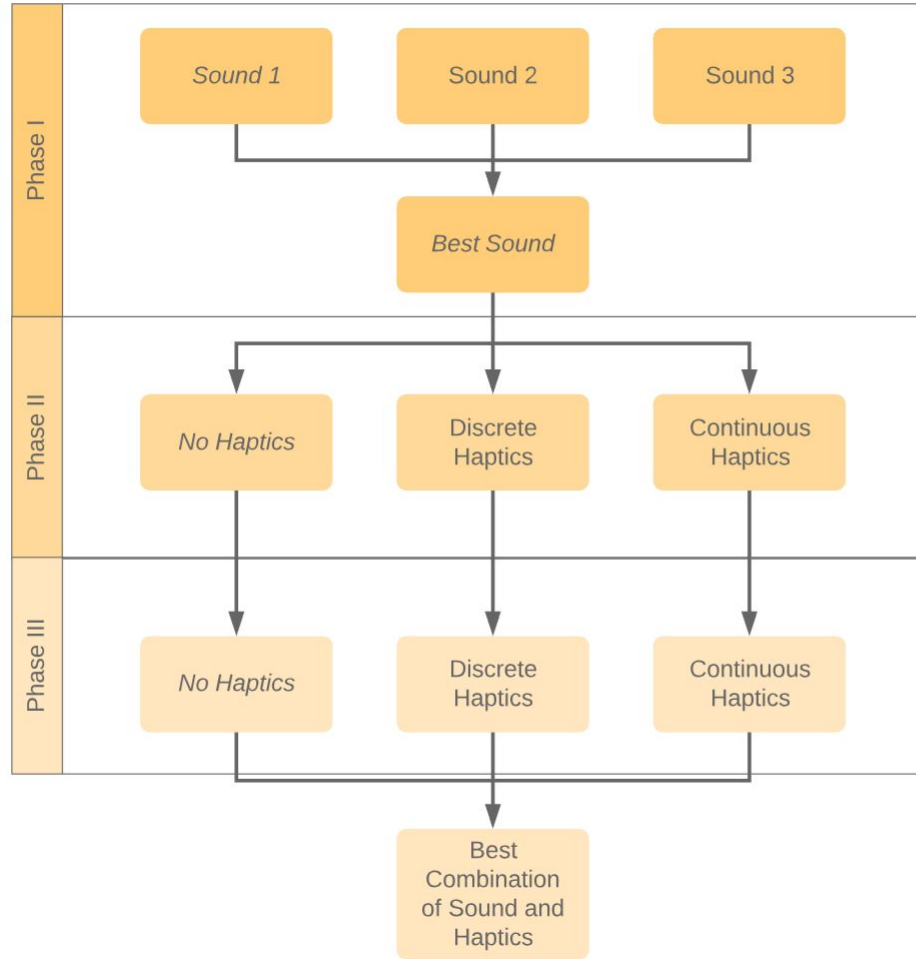 Phase I
Sound 1
Sound 2
Sound 3
Best Sound
Phase II
No Haptics
Discrete
Haptics
Continuous
Haptics
Phase III
No Haptics
Discrete
Haptics
Continuous
Haptics
Best
Combination
of Sound and
Haptics